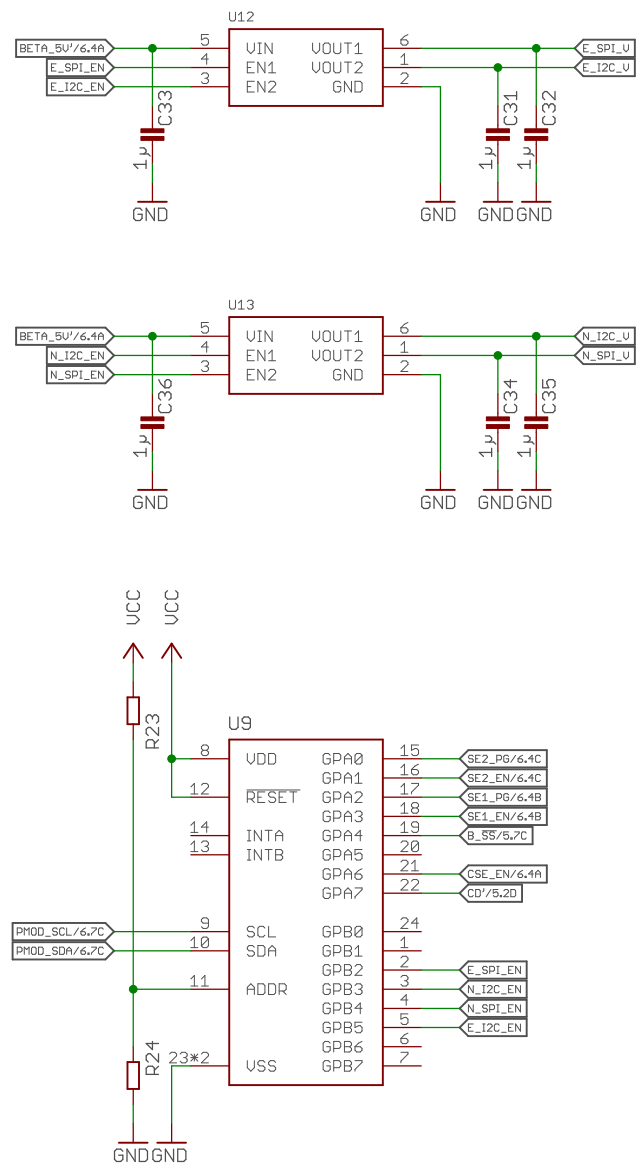 U12
BETA_5V'/6.4A 5 VIN VOUT1 6 E_SPI_V
E_SPI_EN 4 EN1 VOUT2 1 E_I2C_V
E_I2C_EN 3 EN2 GND 2
C33 C31 C32
1µ 1µ 1µ
GND GND GND GND
U13
BETA_5V'/6.4A 5 VIN VOUT1 6 N_I2C_V
N_I2C_EN 4 EN1 VOUT2 1 N_SPI_V
N_SPI_EN 3 EN2 GND 2
C36 C34 C35
1µ 1µ 1µ
GND GND GND GND
VCC VCC
R23
U9
8 VDD GPA0 15 SE2_PG/6.4C
GPA1 16 SE2_EN/6.4C
12 RESET GPA2 17 SE1_PG/6.4B
GPA3 18 SE1_EN/6.4B
14 INTA GPA4 19 B_SS/5.7C
13 INTB GPA5 20
GPA6 21 CSE_EN/6.4A
GPA7 22 CD'/5.2D
PMOD_SCL/6.7C 9 SCL GPB0 24
PMOD_SDA/6.7C 10 SDA GPB1 1
GPB2 2 E_SPI_EN
11 ADDR GPB3 3 N_I2C_EN
GPB4 4 N_SPI_EN
GPB5 5 E_I2C_EN
R24
GPB6 6
23*2 VSS GPB7 7
GND GND